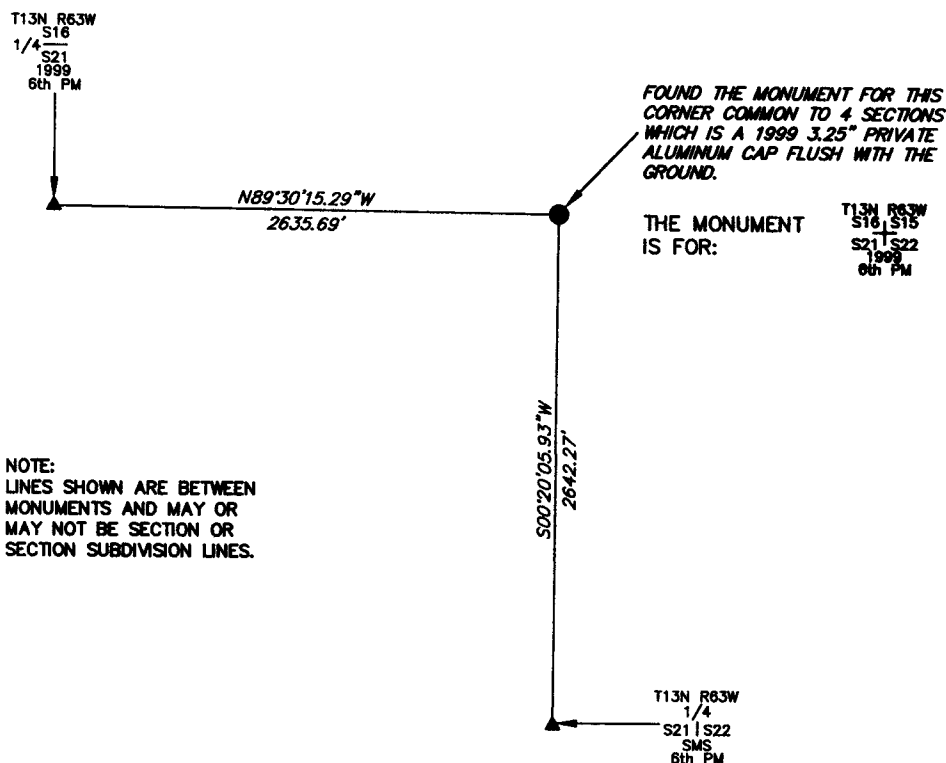 T13N R63W
S16
1/4
S21
1999
6th PM
FOUND THE MONUMENT FOR THIS
CORNER COMMON TO 4 SECTIONS
WHICH IS A 1999 3.25" PRIVATE
ALUMINUM CAP FLUSH WITH THE
GROUND.
N89°30'15.29"W
2635.69'
THE MONUMENT
IS FOR:
T13N R63W
S16 S15
S21 S22
1999
6th PM
S00°20'05.93"W
2642.27'
NOTE:
LINES SHOWN ARE BETWEEN
MONUMENTS AND MAY OR
MAY NOT BE SECTION OR
SECTION SUBDIVISION LINES.
T13N R63W
1/4
S21 S22
SMS
6th PM